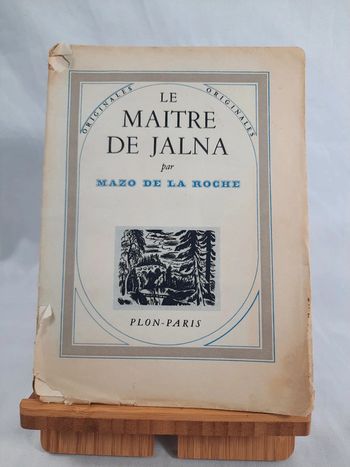 ORIGINALES ORIGINALES
LE
MAITRE
DE JALNA
par
MAZO DE LA ROCHE
PLON-PARIS